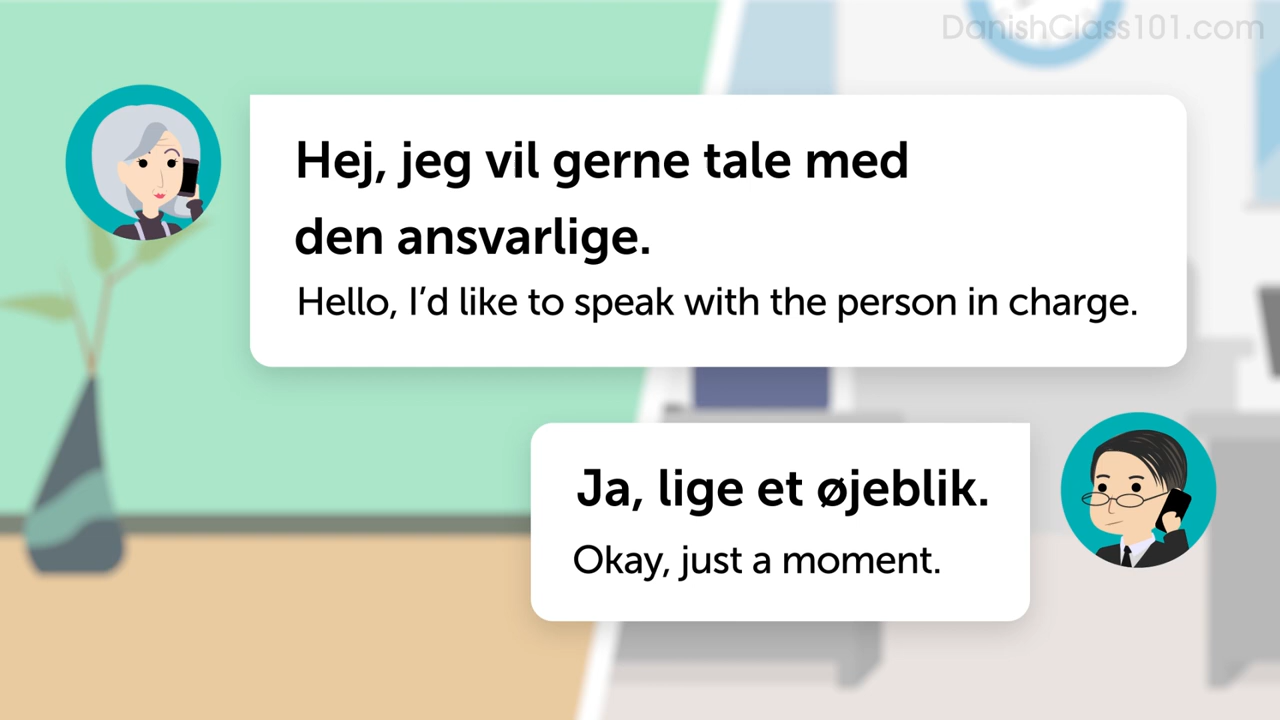 DanishClass101.com
Hej, jeg vil gerne tale med
den ansvarlige.
Hello, I’d like to speak with the person in charge.
Ja, lige et øjeblik.
Okay, just a moment.